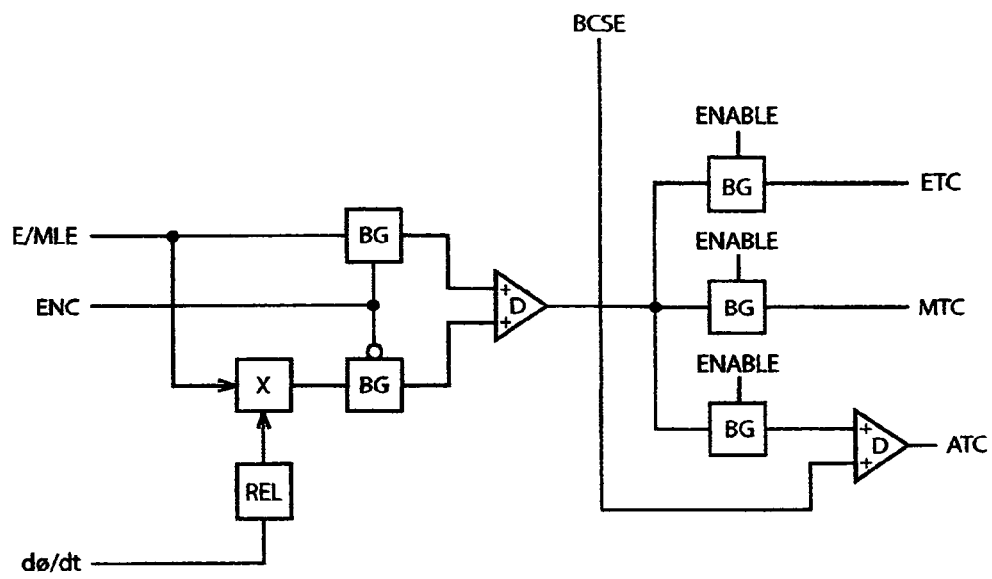 BCSE
ENABLE
BG
ETC
E/MLE
BG
ENABLE
ENC
+
D
+
BG
MTC
ENABLE
X
BG
BG
+
D
+
ATC
REL
dø/dt